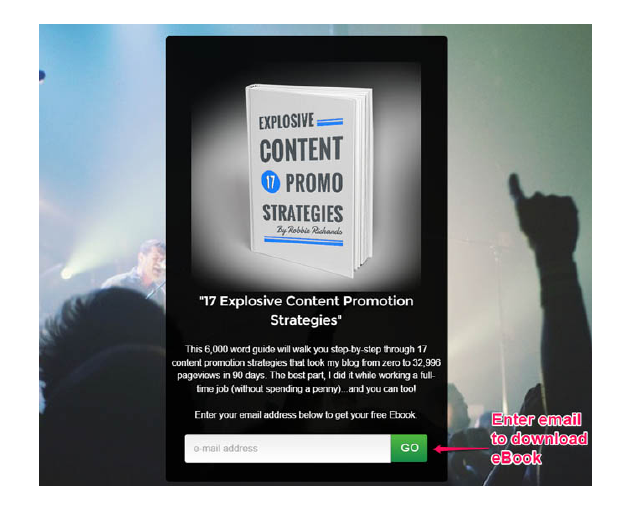 EXPLOSIVE
CONTENT
17 PROMO
STRATEGIES
By Robbie Richards
"17 Explosive Content Promotion
Strategies"
This 6,000 word guide will walk you step-by-step through 17
content promotion strategies that took my blog from zero to 32,996
pageviews in 90 days. The best part, I did it while working a full-
time job (without spending a penny)...and you can too!
Enter your email address below to get your free Ebook.
e-mail address
GO
Enter email
to download
eBook